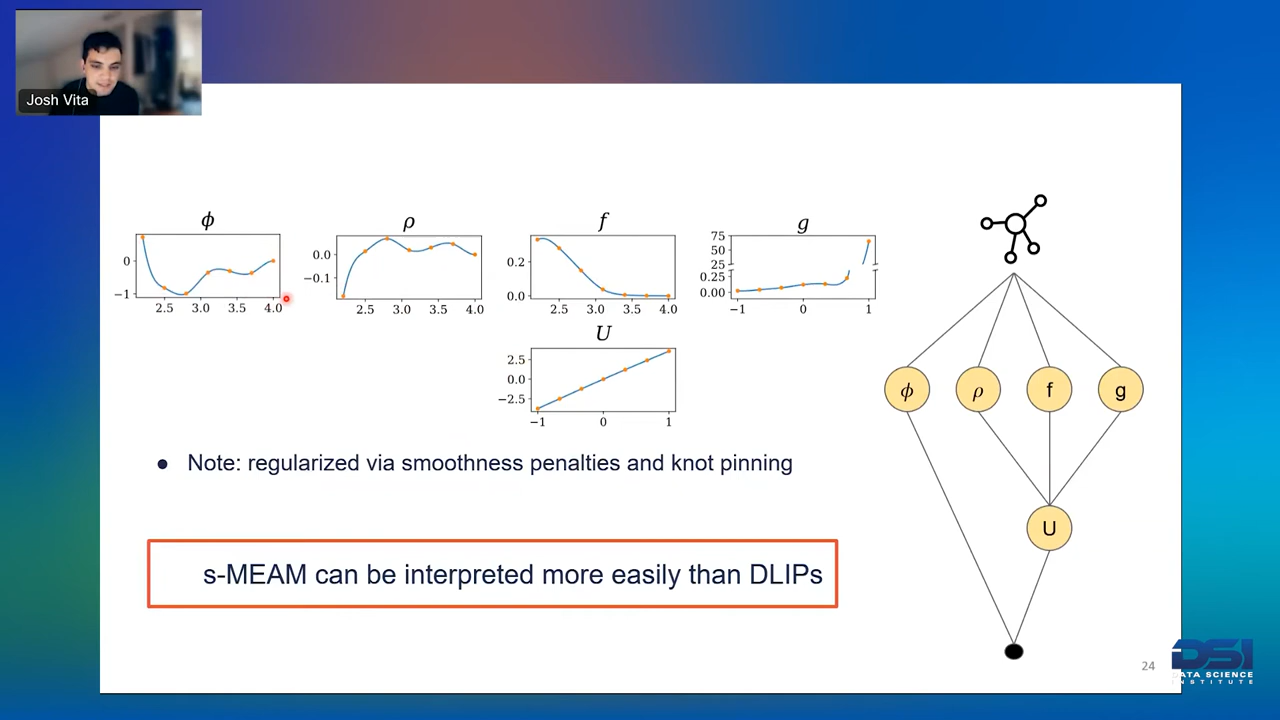 Josh Vita
ϕ
ρ
f
g
0
−1
2.5 3.0 3.5 4.0
0.0
−0.1
2.5 3.0 3.5 4.0
0.2
0.0
2.5 3.0 3.5 4.0
75
50
25
0.25
0.00
−1 0 1
U
2.5
0.0
−2.5
−1 0 1
ϕ ρ f g
U
● Note: regularized via smoothness penalties and knot pinning
s-MEAM can be interpreted more easily than DLIPs
24
DSI
DATA SCIENCE
INSTITUTE